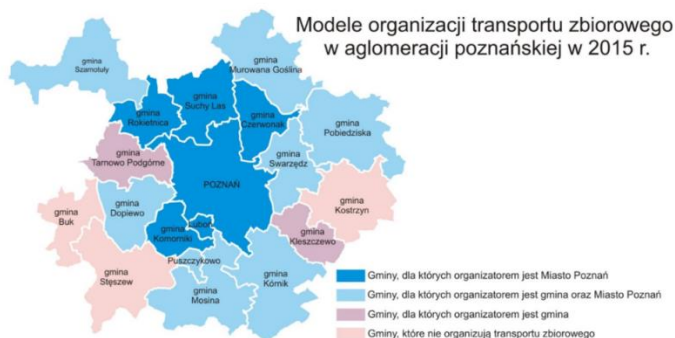 Modele organizacji transportu zbiorowego
w aglomeracji poznańskiej w 2015 r.
gmina
Szamotuły
gmina
Murowana Goślina
gmina
Suchy Las
gmina
Rokietnica
gmina
Czerwonak
gmina
Pobiedziska
gmina
Tarnowo Podgórne
gmina
Swarzędz
POZNAŃ
gmina
Kostrzyn
gmina
Dopiewo
gmina
Buk
Luboń
gmina
Komorniki
gmina
Kleszczewo
Puszczykowo
gmina
Stęszew
gmina
Mosina
gmina
Kórnik
Gminy, dla których organizatorem jest Miasto Poznań
Gminy, dla których organizatorem jest gmina oraz Miasto Poznań
Gminy, dla których organizatorem jest gmina
Gminy, które nie organizują transportu zbiorowego